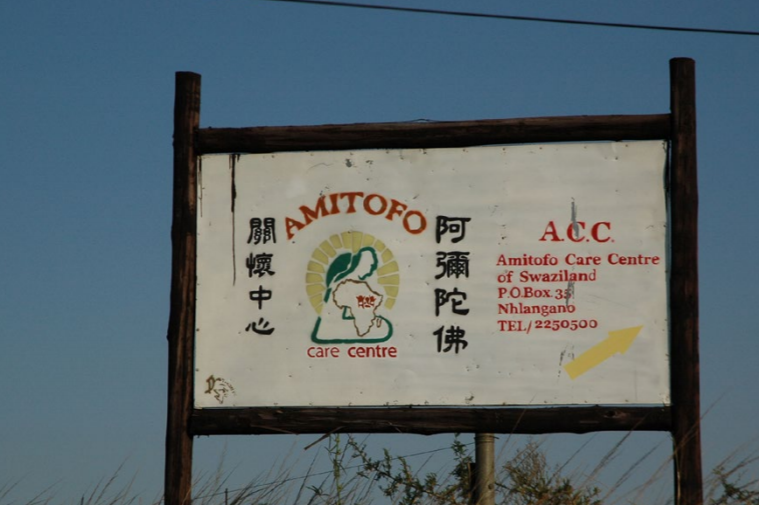 阿彌陀佛
關懷中心
AMITOFO
care centre
A.C.C.
Amitofo Care Centre
of Swaziland
P.O.Box 35
Nhlangano
TEL/2250500